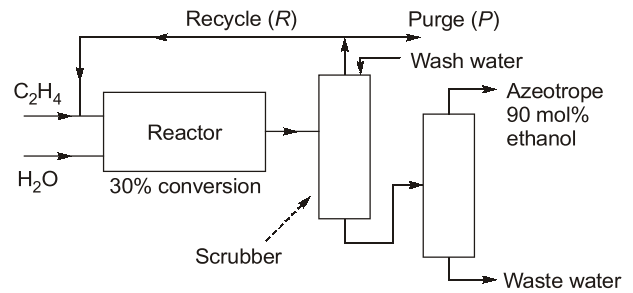 Recycle (R)
Purge (P)
Wash water
C₂H₄
Azeotrope
90 mol%
ethanol
Reactor
H₂O
30% conversion
Scrubber
Waste water